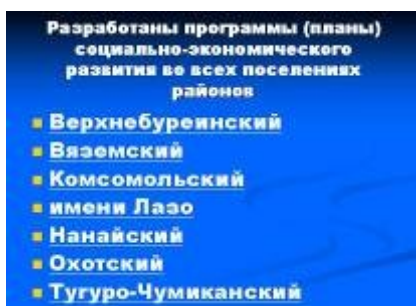 Разработаны программы (планы)
социально-экономического
развития во всех поселениях
районов
Верхнебуреинский
Вяземский
Комсомольский
имени Лазо
Нанайский
Охотский
Тугуро-Чумиканский